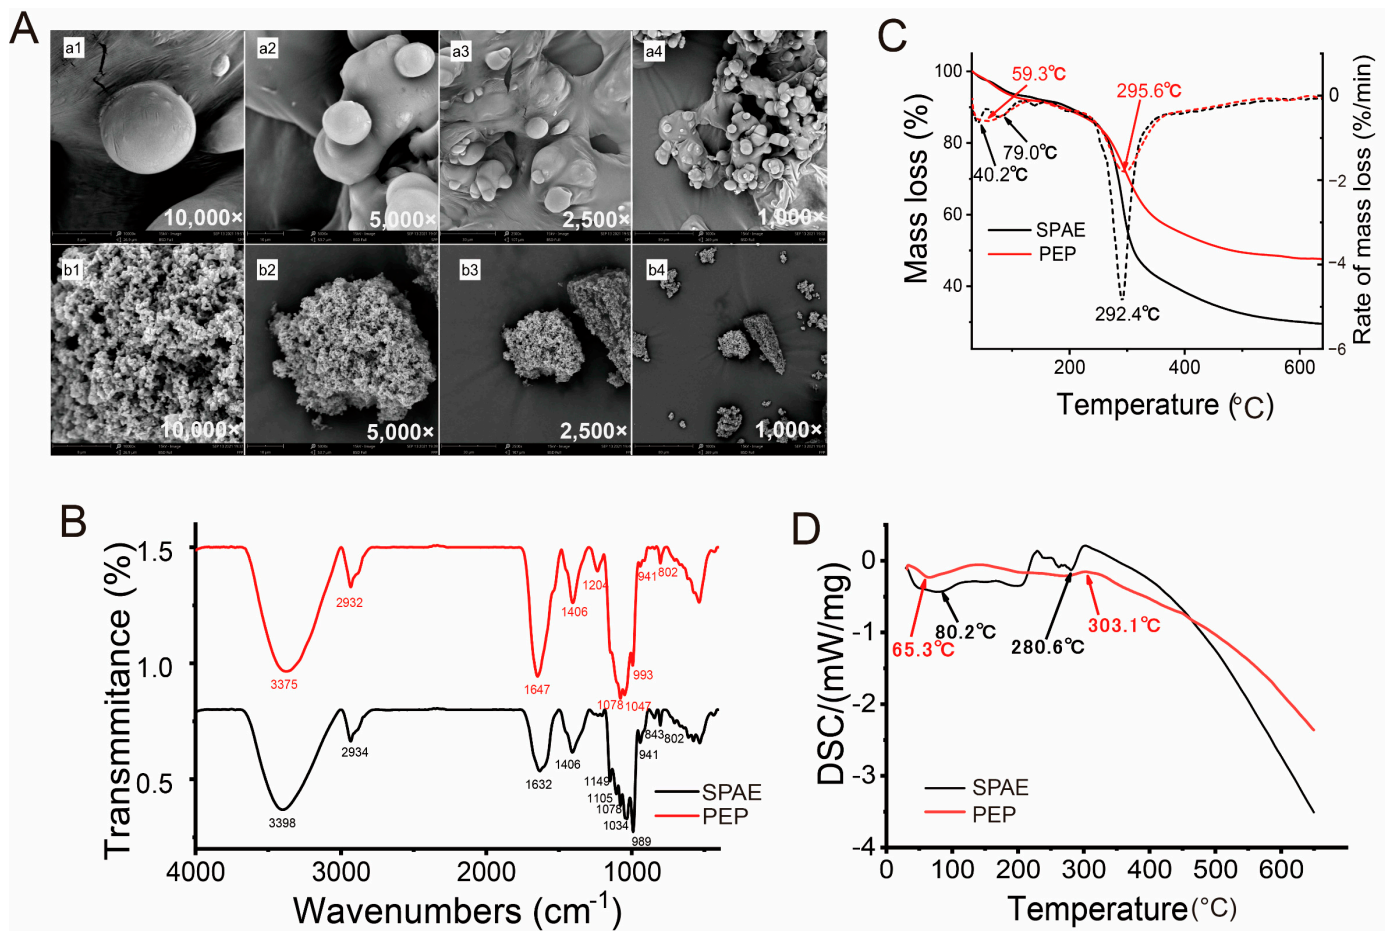 A
a1
a2
a3
a4
10,000×
5,000×
2,500×
1,000×
b1
b2
b3
b4
10,000×
5,000×
2,500×
1,000×
B
Transmmitance (%)
1.5
1.0
0.5
2932
3375
1647
1406
1204
1078
1047
993
941
802
2934
3398
1632
1406
1149
1105
1078
1034
989
941
843
802
SPAE
PEP
4000
3000
2000
1000
Wavenumbers (cm-1)
C
Mass loss (%)
100
80
60
40
59.3℃
295.6℃
79.0℃
40.2℃
292.4℃
SPAE
PEP
0
−2
−4
−6
Rate of mass loss (%/min)
200
400
600
Temperature (°C)
D
DSC/(mW/mg)
0
-1
-2
-3
-4
65.3℃
80.2℃
280.6℃
303.1℃
SPAE
PEP
0
100
200
300
400
500
600
Temperature(°C)